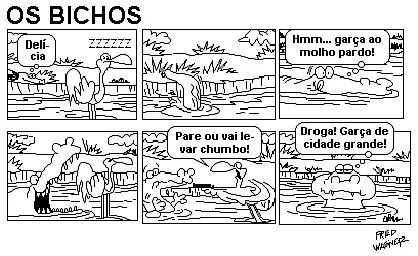 OS BICHOS
Delí-
cia
ZZZZZZ
Hmm... garça ao
molho pardo!
Pare ou vai le-
var chumbo!
Droga! Garça de
cidade grande!
FRED
WAGNER